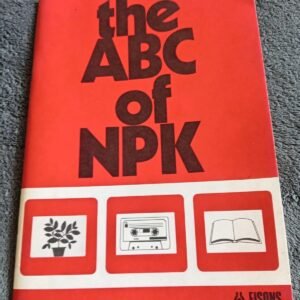 the
ABC
of
NPK
FISONS